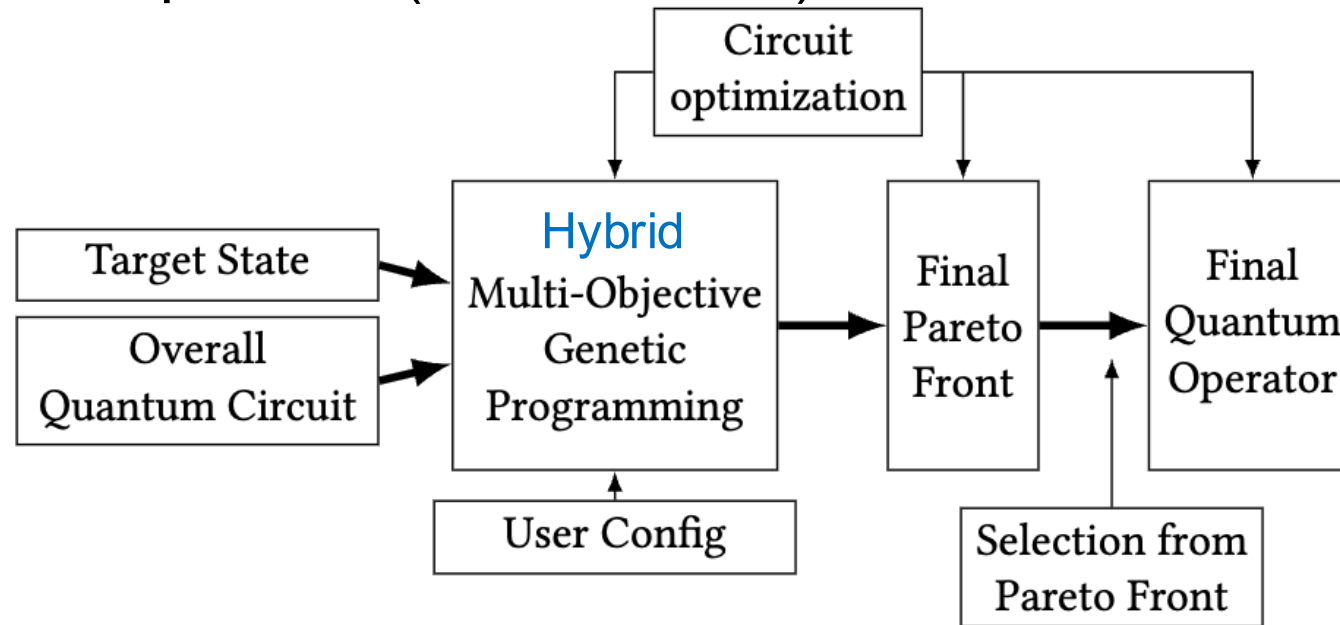 Circuit
optimization
Target State
Overall
Quantum Circuit
Hybrid
Multi-Objective
Genetic
Programming
Final
Pareto
Front
Final
Quantum
Operator
User Config
Selection from
Pareto Front